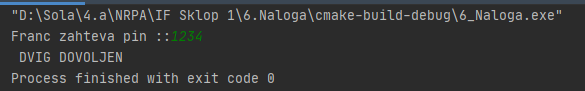 "D:\Sola\4.a\NRPA\IF Sklop 1\6.Naloga\cmake-build-debug\6_Naloga.exe"
Franc zahteva pin ::1234
DVIG DOVOLJEN
Process finished with exit code 0